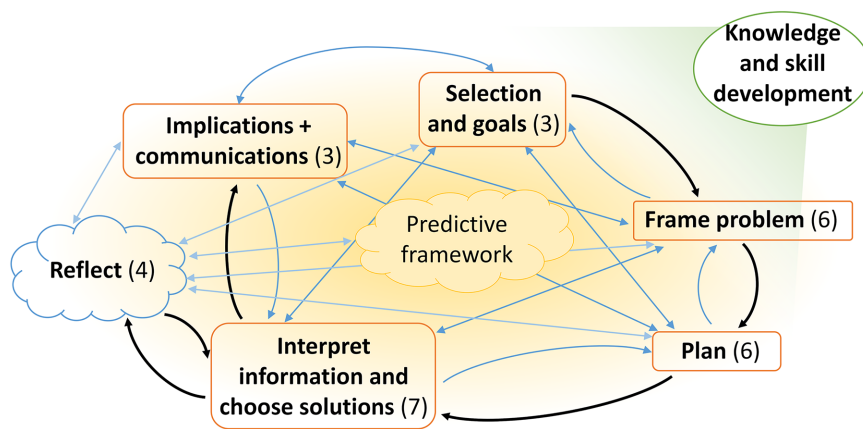 Knowledge
and skill
development
Selection
and goals (3)
Implications +
communications (3)
Predictive
framework
Frame problem (6)
Reflect (4)
Interpret
information and
choose solutions (7)
Plan (6)